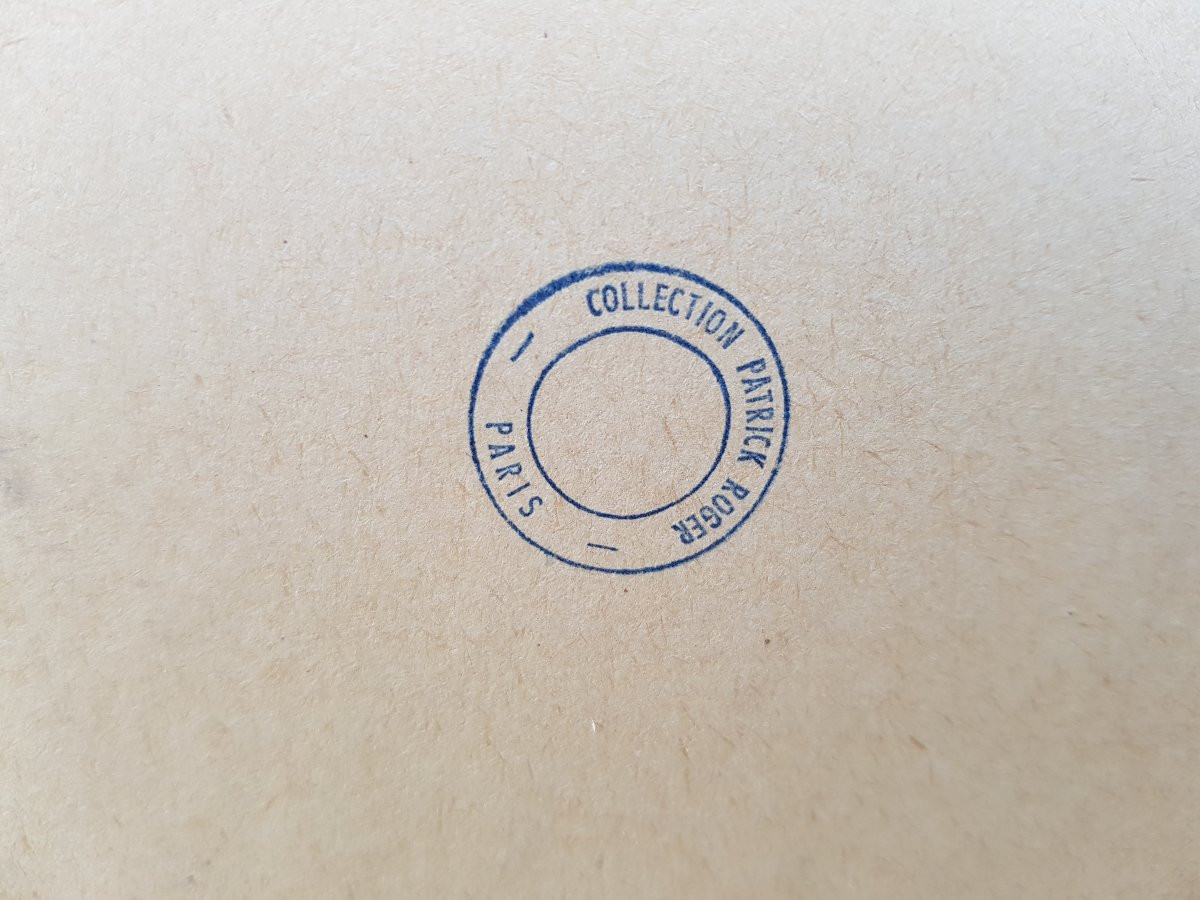 COLLECTION PATRICK ROGER
— PARIS —